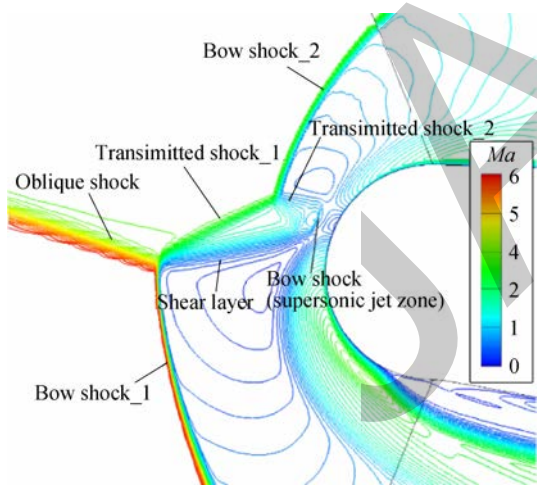 Bow shock_2
Transimitted shock_2
Transimitted shock_1
Oblique shock
Ma
6
5
4
3
2
1
0
Bow shock
(supersonic jet zone)
Shear layer
Bow shock_1